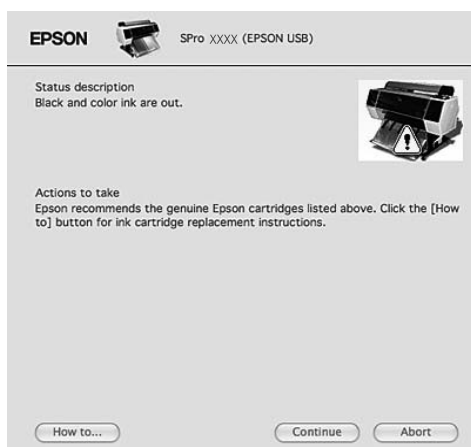 EPSON
SPro XXXX (EPSON USB)
Status description
Black and color ink are out.
Actions to take
Epson recommends the genuine Epson cartridges listed above. Click the [How
to] button for ink cartridge replacement instructions.
How to...
Continue
Abort